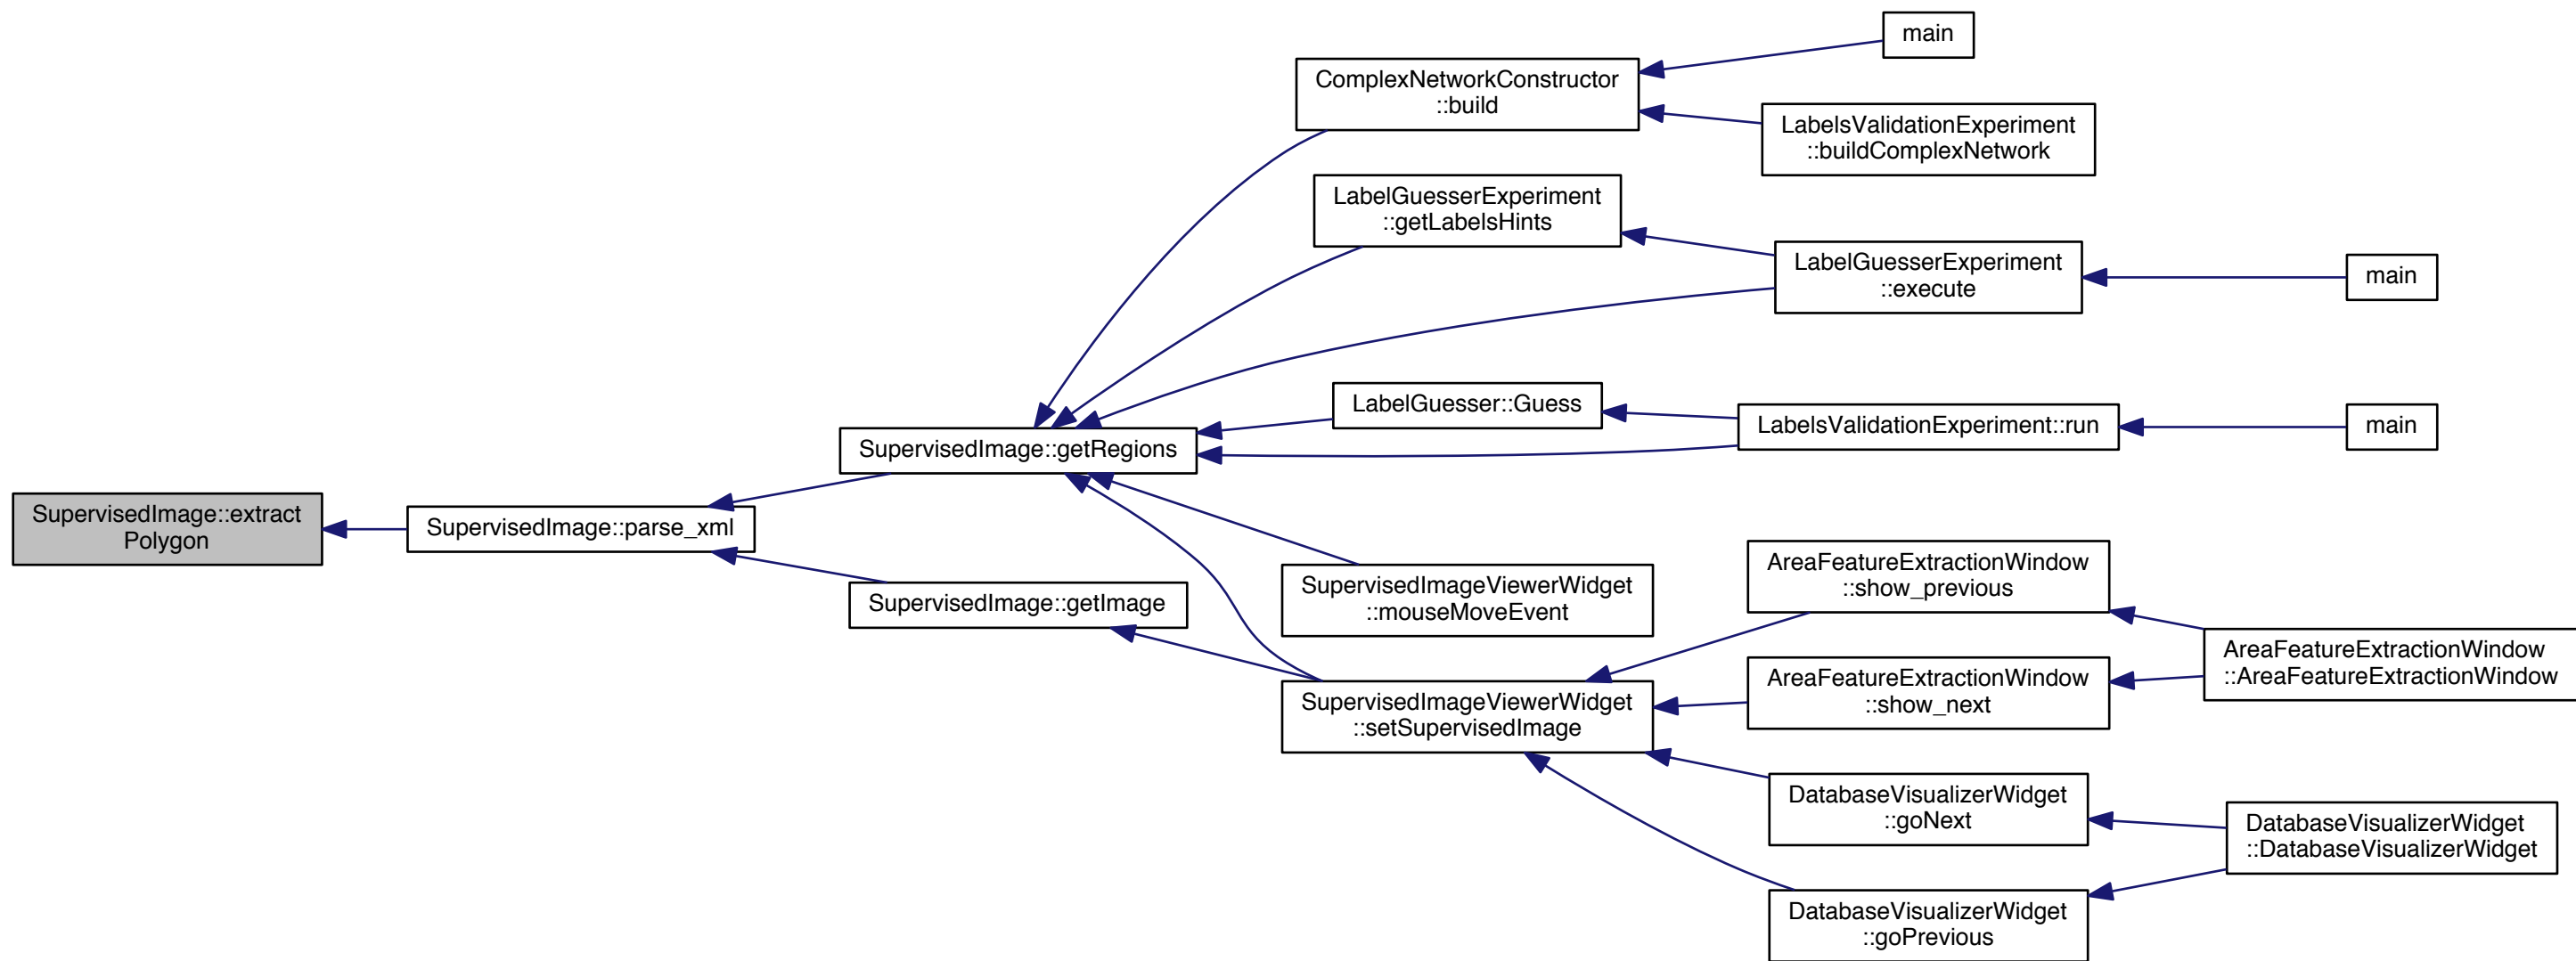 main
ComplexNetworkConstructor
::build
LabelsValidationExperiment
::buildComplexNetwork
LabelGuesserExperiment
::getLabelsHints
LabelGuesserExperiment
::execute
main
LabelGuesser::Guess
LabelsValidationExperiment::run
main
SupervisedImage::getRegions
SupervisedImage::extract
Polygon
SupervisedImage::parse_xml
SupervisedImage::getImage
SupervisedImageViewerWidget
::mouseMoveEvent
AreaFeatureExtractionWindow
::show_previous
AreaFeatureExtractionWindow
::AreaFeatureExtractionWindow
AreaFeatureExtractionWindow
::show_next
SupervisedImageViewerWidget
::setSupervisedImage
DatabaseVisualizerWidget
::goNext
DatabaseVisualizerWidget
::DatabaseVisualizerWidget
DatabaseVisualizerWidget
::goPrevious